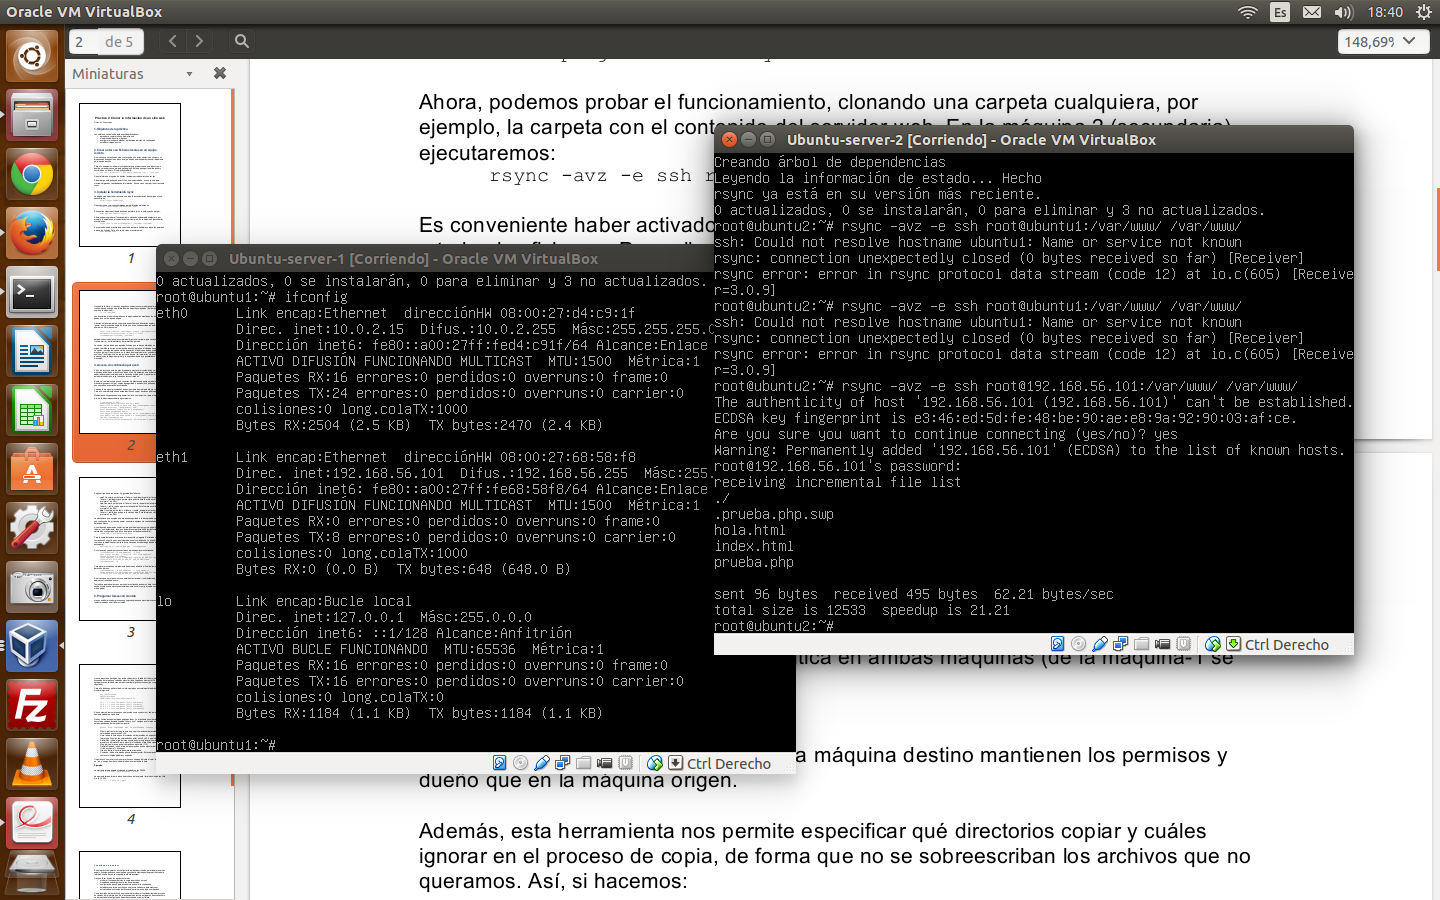 Oracle VM VirtualBox
Es
18:40
2 de 5
148,69%
Miniaturas
1
2
3
4
Ahora, podemos probar el funcionamiento, clonando una carpeta cualquiera, por
ejemplo, la carpeta con el contenido del servidor web. En la máquina 2 (secundaria)
ejecutaremos:
rsync -avz -e ssh
Es conveniente haber activado
Ubuntu-server-2 [Corriendo] - Oracle VM VirtualBox
Creando árbol de dependencias
Leyendo la información de estado... Hecho
rsync ya está en su versión más reciente.
0 actualizados, 0 se instalarán, 0 para eliminar y 3 no actualizados.
root@ubuntu2:~# rsync -avz -e ssh root@ubuntu1:/var/www/ /var/www/
ssh: Could not resolve hostname ubuntu1: Name or service not known
rsync: connection unexpectedly closed (0 bytes received so far) [Receiver]
rsync error: error in rsync protocol data stream (code 12) at io.c(605) [Receive
r=3.0.9]
root@ubuntu2:~# rsync -avz -e ssh root@ubuntu1:/var/www/ /var/www/
ssh: Could not resolve hostname ubuntu1: Name or service not known
rsync: connection unexpectedly closed (0 bytes received so far) [Receiver]
rsync error: error in rsync protocol data stream (code 12) at io.c(605) [Receive
r=3.0.9]
root@ubuntu2:~# rsync -avz -e ssh root@192.168.56.101:/var/www/ /var/www/
The authenticity of host '192.168.56.101 (192.168.56.101)' can't be established.
ECDSA key fingerprint is e3:46:ed:5d:fe:48:be:90:ae:e8:9a:92:90:03:af:ce.
Are you sure you want to continue connecting (yes/no)? yes
Warning: Permanently added '192.168.56.101' (ECDSA) to the list of known hosts.
root@192.168.56.101's password:
receiving incremental file list
./
.prueba.php.swp
hola.html
index.html
prueba.php
sent 96 bytes  received 495 bytes  62.21 bytes/sec
total size is 12533  speedup is 21.21
root@ubuntu2:~#
Ctrl Derecho
Ubuntu-server-1 [Corriendo] - Oracle VM VirtualBox
0 actualizados, 0 se instalarán, 0 para eliminar y 3 no actualizados.
root@ubuntu1:~# ifconfig
eth0      Link encap:Ethernet  direcciónHW 08:00:27:d4:c9:1f
Direc. inet:10.0.2.15  Difus.:10.0.2.255  Másc:255.255.255.0
Dirección inet6: fe80::a00:27ff:fed4:c91f/64 Alcance:Enlace
ACTIVO DIFUSIÓN FUNCIONANDO MULTICAST  MTU:1500  Métrica:1
Paquetes RX:16 errores:0 perdidos:0 overruns:0 frame:0
Paquetes TX:24 errores:0 perdidos:0 overruns:0 carrier:0
colisiones:0 long.colaTX:1000
Bytes RX:2504 (2.5 KB)  TX bytes:2470 (2.4 KB)
eth1      Link encap:Ethernet  direcciónHW 08:00:27:68:58:f8
Direc. inet:192.168.56.101  Difus.:192.168.56.255  Másc:255.
Dirección inet6: fe80::a00:27ff:fe68:58f8/64 Alcance:Enlace
ACTIVO DIFUSIÓN FUNCIONANDO MULTICAST  MTU:1500  Métrica:1
Paquetes RX:0 errores:0 perdidos:0 overruns:0 frame:0
Paquetes TX:8 errores:0 perdidos:0 overruns:0 carrier:0
colisiones:0 long.colaTX:1000
Bytes RX:0 (0.0 B)  TX bytes:648 (648.0 B)
lo        Link encap:Bucle local
Direc. inet:127.0.0.1  Másc:255.0.0.0
Dirección inet6: ::1/128 Alcance:Anfitrión
ACTIVO BUCLE FUNCIONANDO  MTU:65536  Métrica:1
Paquetes RX:16 errores:0 perdidos:0 overruns:0 frame:0
Paquetes TX:16 errores:0 perdidos:0 overruns:0 carrier:0
colisiones:0 long.colaTX:0
Bytes RX:1184 (1.1 KB)  TX bytes:1184 (1.1 KB)
root@ubuntu1:~#
Ctrl Derecho
tica en ambas máquinas (de la máquina-1 se
a máquina destino mantienen los permisos y
dueño que en la máquina origen.
Además, esta herramienta nos permite especificar qué directorios copiar y cuáles
ignorar en el proceso de copia, de forma que no se sobreescriban los archivos que no
queramos. Así, si hacemos: